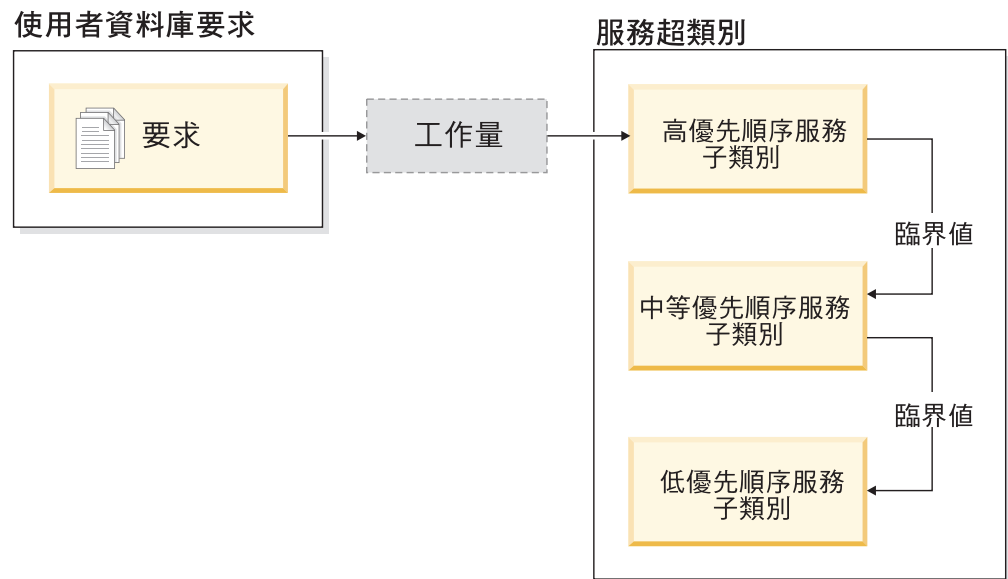 使用者資料庫要求
要求
工作量
服務超類別
高優先順序服務
子類別
臨界值
中等優先順序服務
子類別
臨界值
低優先順序服務
子類別